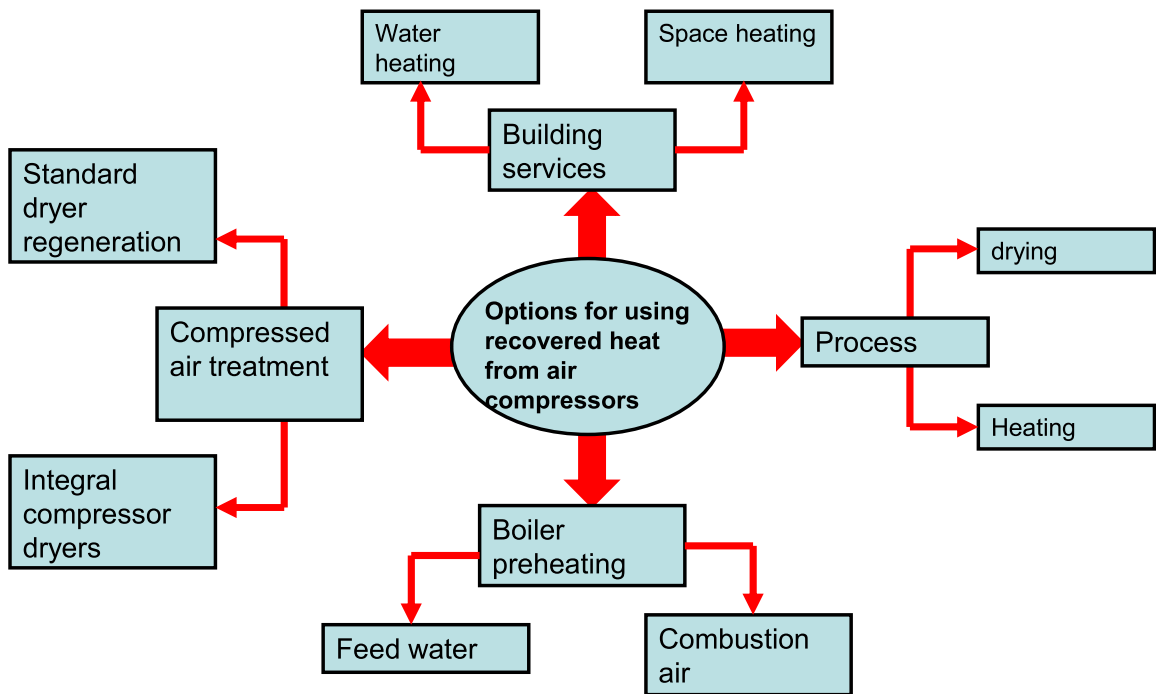 Water
heating
Space heating
Building
services
Standard
dryer
regeneration
drying
Options for using
recovered heat
from air
compressors
Compressed
air treatment
Process
Heating
Integral
compressor
dryers
Boiler
preheating
Feed water
Combustion
air